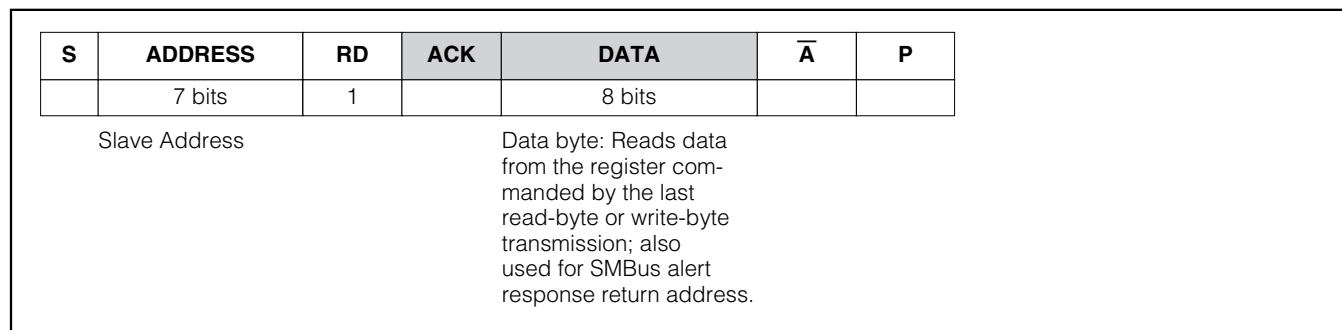 S ADDRESS RD ACK DATA A̅ P
7 bits 1 8 bits
Slave Address
Data byte: Reads data
from the register com-
manded by the last
read-byte or write-byte
transmission; also
used for SMBus alert
response return address.